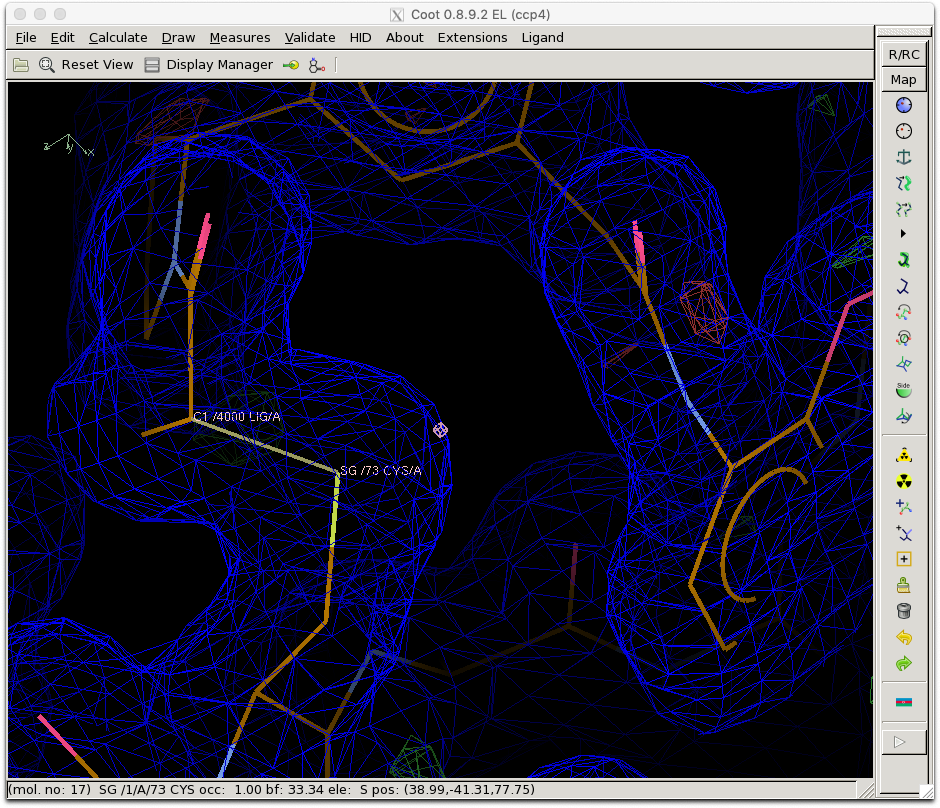 Coot 0.8.9.2 EL (ccp4)
File Edit Calculate Draw Measures Validate HID About Extensions Ligand
Reset View Display Manager
R/RC
Map
z y x
C1 /4000 LIG/A
SG /73 CYS/A
Side
(mol. no: 17) SG /1/A/73 CYS occ: 1.00 bf: 33.34 ele: S pos: (38.99,-41.31,77.75)